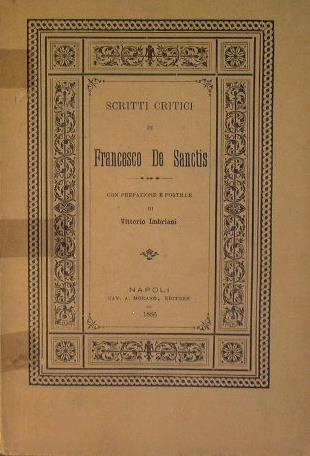 SCRITTI CRITICI
DI
Francesco De Sanctis
CON PREFAZIONE E POSTILLE
DI
Vittorio Imbriani
NAPOLI
CAV. A. MORANO, EDITORE
1886